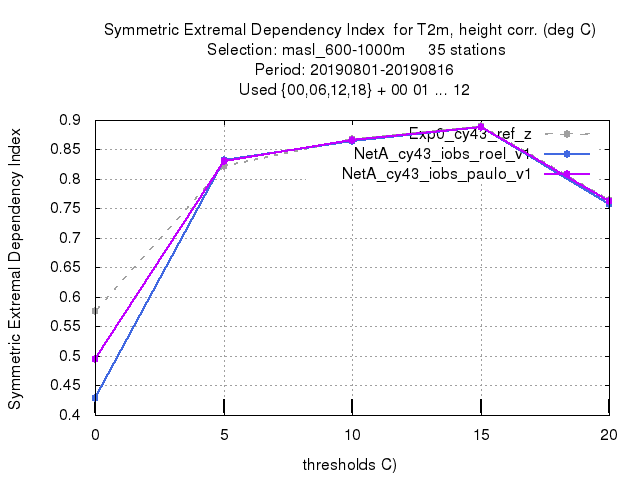 Symmetric Extremal Dependency Index  for T2m, height corr. (deg C)
Selection: masl_600-1000m     35 stations
Period: 20190801-20190816
Used {00,06,12,18} + 00 01 ... 12
Symmetric Extremal Dependency Index
0.9
0.85
0.8
0.75
0.7
0.65
0.6
0.55
0.5
0.45
0.4
Exp0_cy43_ref_z
NetA_cy43_iobs_roel_v1
NetA_cy43_iobs_paulo_v1
0 5 10 15 20
thresholds C)